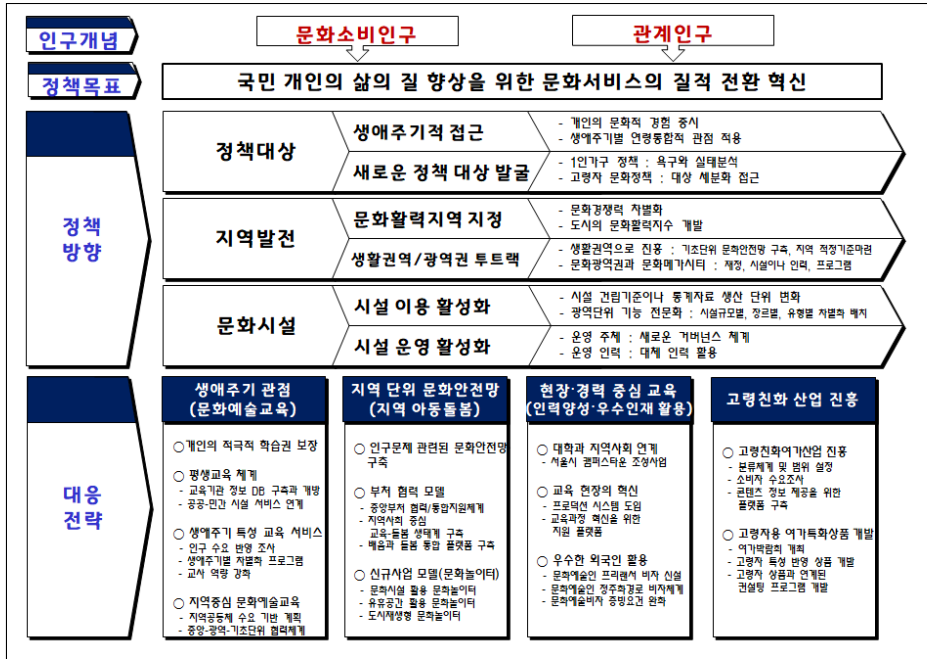 인구개념
문화소비인구
관계인구
정책목표
국민 개인의 삶의 질 향상을 위한 문화서비스의 질적 전환 혁신
정책
방향
정책대상
생애주기적 접근
- 개인의 문화적 경험 중시
- 생애주기별 연령통합적 관점 적용
새로운 정책 대상 발굴
- 1인가구 정책 : 욕구와 실태분석
- 고령자 문화정책 : 대상 세분화 접근
지역발전
문화활력지역 지정
- 문화경쟁력 차별화
- 도시의 문화활력지수 개발
생활권역/광역권 투트랙
- 생활권역으로 진흥 : 기초단위 문화안전망 구축, 지역 적정기준마련
- 문화광역권과 문화메가시티 : 재정, 시설이나 인력, 프로그램
문화시설
시설 이용 활성화
- 시설 건립기준이나 통계자료 생산 단위 변화
- 광역단위 기능 전문화 : 시설규모별, 장르별, 유형별 차별화 배치
시설 운영 활성화
- 운영 주체 : 새로운 거버넌스 체계
- 운영 인력 : 대체 인력 활용
대응
전략
생애주기 관점
(문화예술교육)
○개인의 적극적 학습권 보장
○ 평생교육 체계
- 교육기관 정보 DB 구축과 개방
- 공공-민간 시설 서비스 연계
○ 생애주기 특성 교육 서비스
- 인구 수요 반영 조사
- 생애주기별 차별화 프로그램
- 교사 역량 강화
○ 지역중심 문화예술교육
- 지역공동체 수요 기반 계획
- 중앙-광역-기초단위 협력체계
지역 단위 문화안전망
(지역 아동돌봄)
○ 인구문제 관련된 문화안전망
구축
○ 부처 협력 모델
- 중앙부처 협력/통합지원체계
- 지역사회 중심
교육-돌봄 생태계 구축
- 배움과 돌봄 통합 플랫폼 구축
○ 신규사업 모델(문화놀이터)
- 문화시설 활용 문화놀이터
- 유휴공간 활용 문화놀이터
- 도시재생형 문화놀이터
현장·경력 중심 교육
(인력양성·우수인재 활용)
○ 대학과 지역사회 연계
- 서울시 캠퍼스타운 조성사업
○ 교육 현장의 혁신
- 프로덕션 시스템 도입
- 교육과정 혁신을 위한
지원 플랫폼
○ 우수한 외국인 활용
- 문화예술인 프리랜서 비자 신설
- 문화예술인 정주화경로 비자체계
- 문화예술비자 증빙요건 완화
고령친화 산업 진흥
○ 고령친화여가산업 진흥
- 분류체계 및 범위 설정
- 소비자 수요조사
- 콘텐츠 정보 제공을 위한
플랫폼 구축
○ 고령자용 여가특화상품 개발
- 여가박람회 개최
- 고령자 특성 반영 상품 개발
- 고령자 상품과 연계된
컨설팅 프로그램 개발